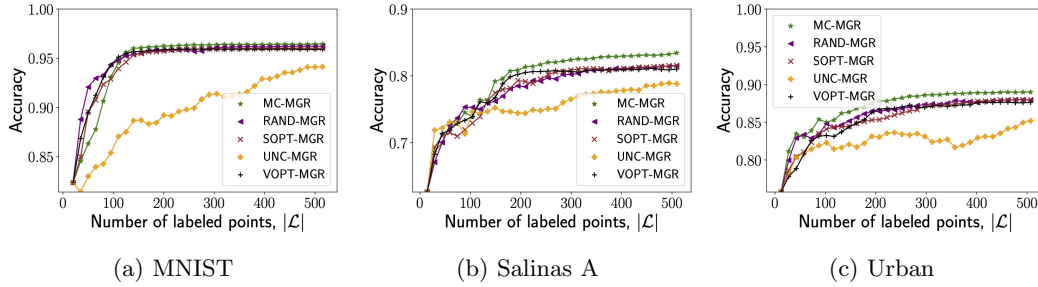 1.00
0.95
0.90
0.85
Accuracy
MC-MGR
RAND-MGR
SOPT-MGR
UNC-MGR
VOPT-MGR
0 100 200 300 400 500
Number of labeled points, |ℒ|
(a) MNIST
0.9
0.8
0.7
Accuracy
MC-MGR
RAND-MGR
SOPT-MGR
UNC-MGR
VOPT-MGR
0 100 200 300 400 500
Number of labeled points, |ℒ|
(b) Salinas A
1.00
0.95
0.90
0.85
0.80
Accuracy
MC-MGR
RAND-MGR
SOPT-MGR
UNC-MGR
VOPT-MGR
0 100 200 300 400 500
Number of labeled points, |ℒ|
(c) Urban